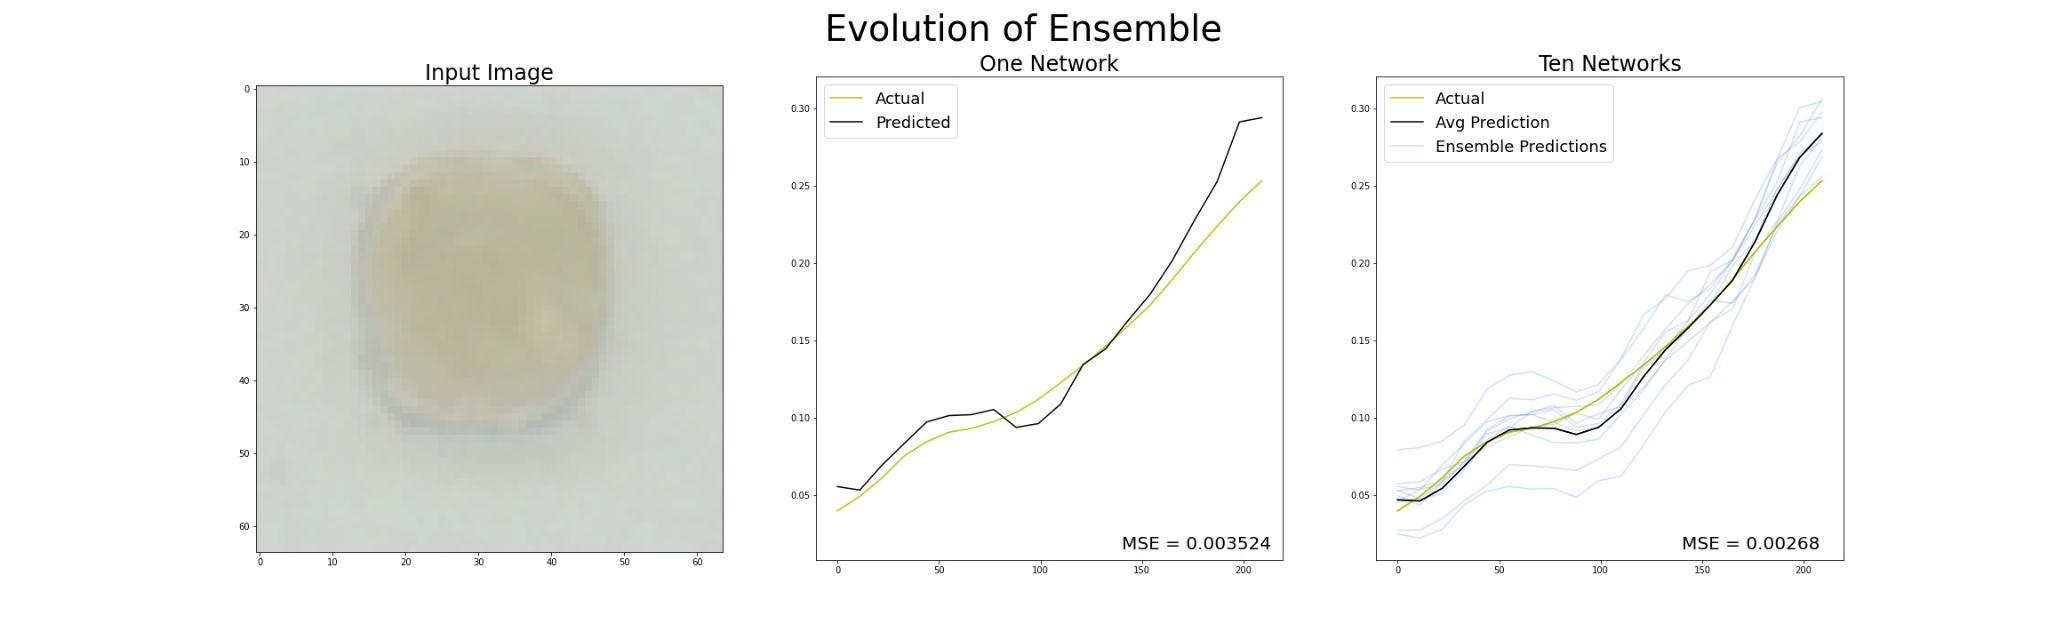 Evolution of Ensemble
Input Image
0
10
20
30
40
50
60
0 10 20 30 40 50 60
One Network
Actual
Predicted
0.30
0.25
0.20
0.15
0.10
0.05
MSE = 0.003524
0 50 100 150 200
Ten Networks
Actual
Avg Prediction
Ensemble Predictions
0.30
0.25
0.20
0.15
0.10
0.05
MSE = 0.00268
0 50 100 150 200